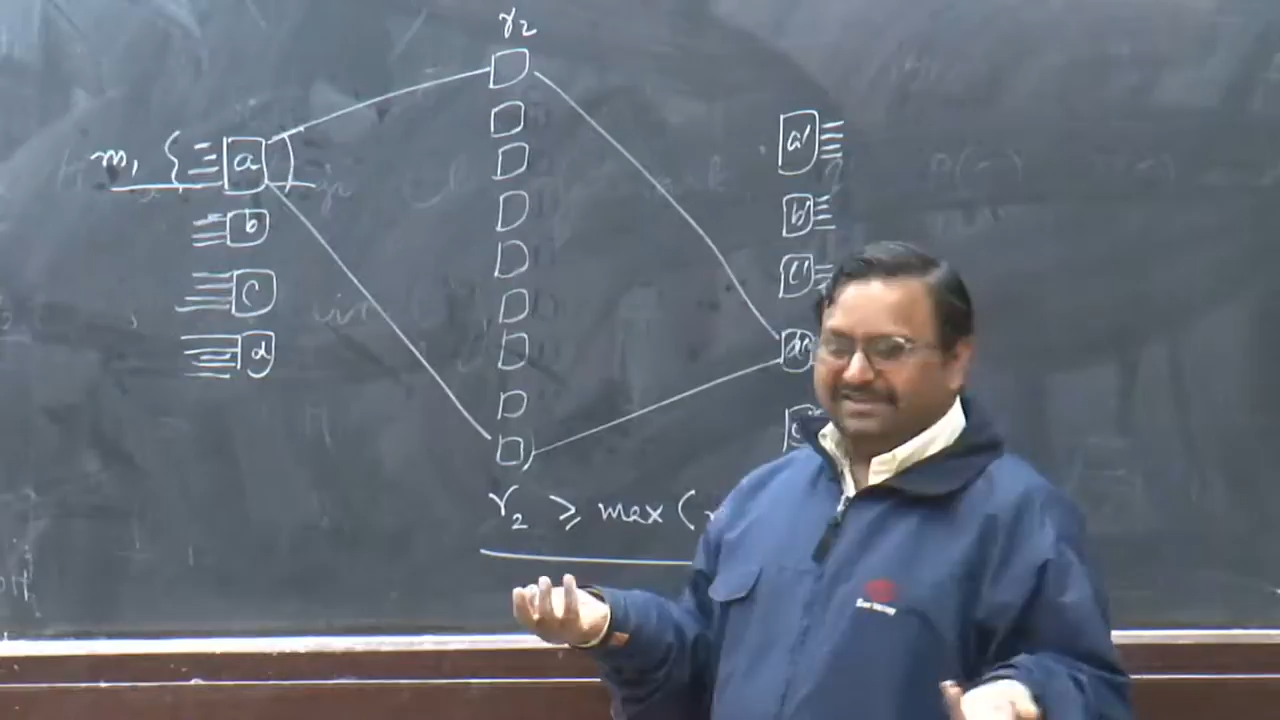 r2
m1 { a
b
c
d
a'
b'
c'
d'
r2 ≥ max (